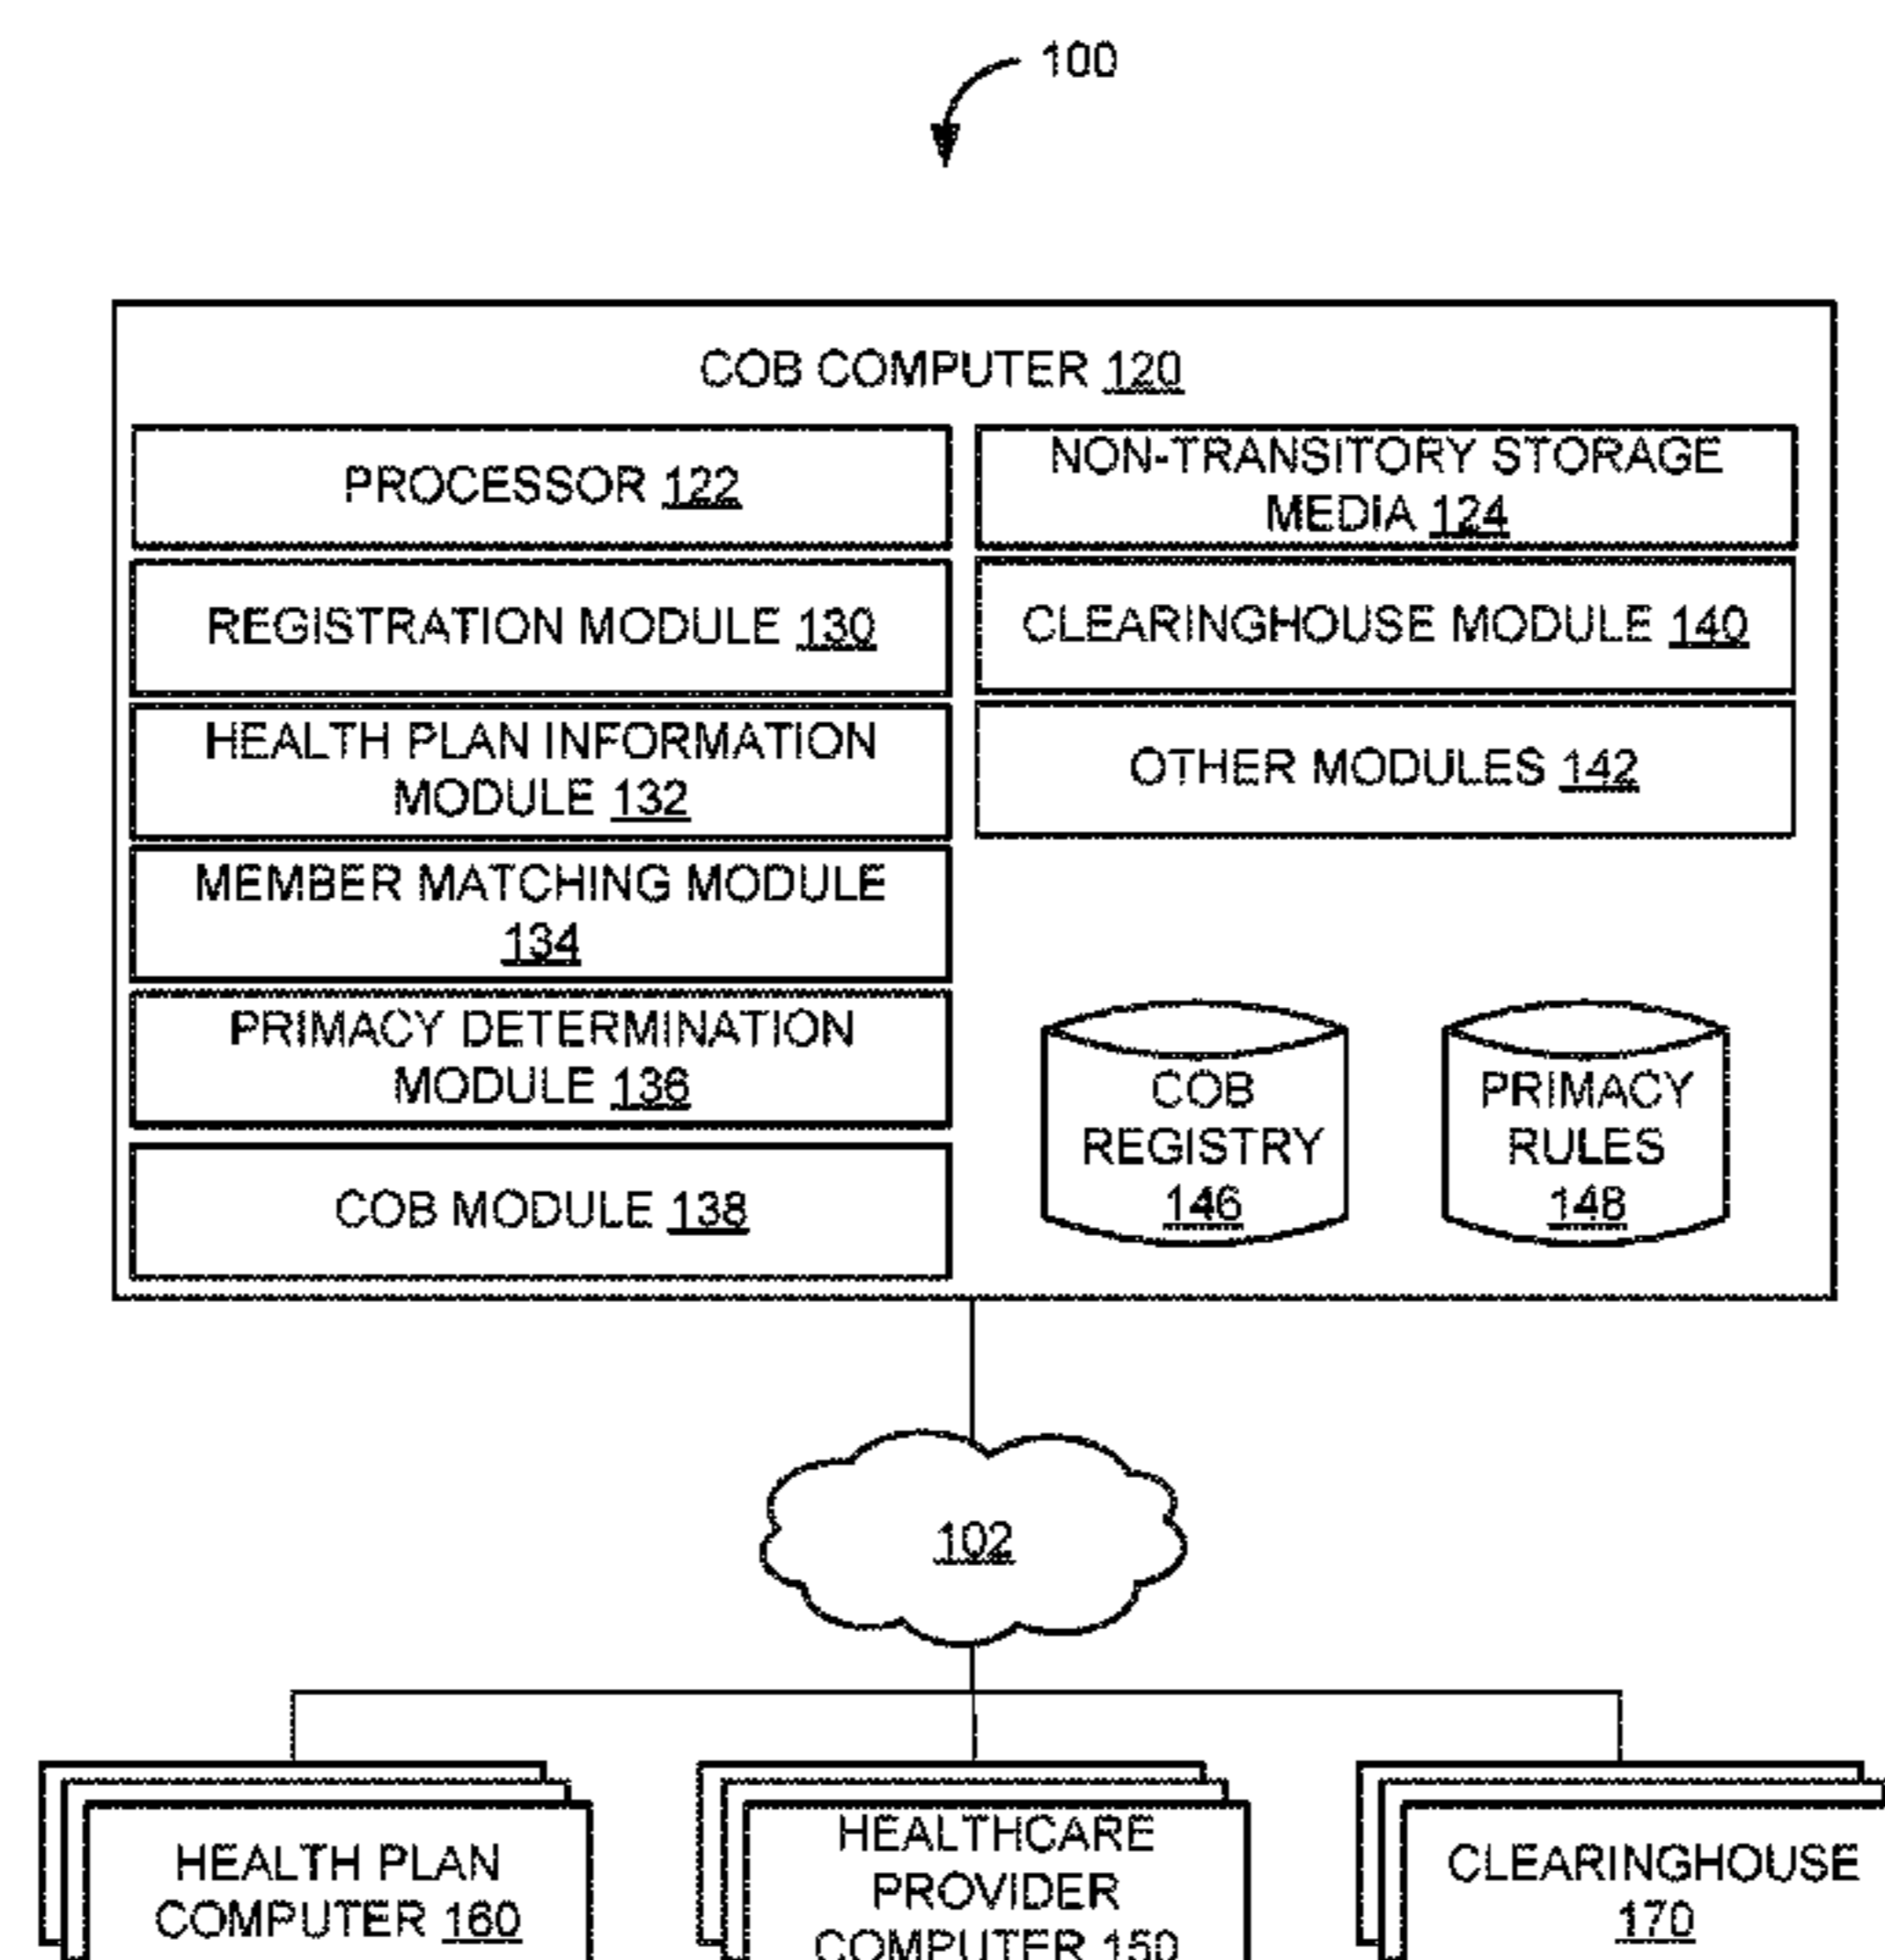 100
COB COMPUTER 120
PROCESSOR 122
NON-TRANSITORY STORAGE
MEDIA 124
REGISTRATION MODULE 130
CLEARINGHOUSE MODULE 140
HEALTH PLAN INFORMATION
MODULE 132
OTHER MODULES 142
MEMBER MATCHING MODULE
134
PRIMACY DETERMINATION
MODULE 136
COB MODULE 138
COB
REGISTRY
146
PRIMACY
RULES
148
102
HEALTH PLAN
COMPUTER 160
HEALTHCARE
PROVIDER
COMPUTER 150
CLEARINGHOUSE
170